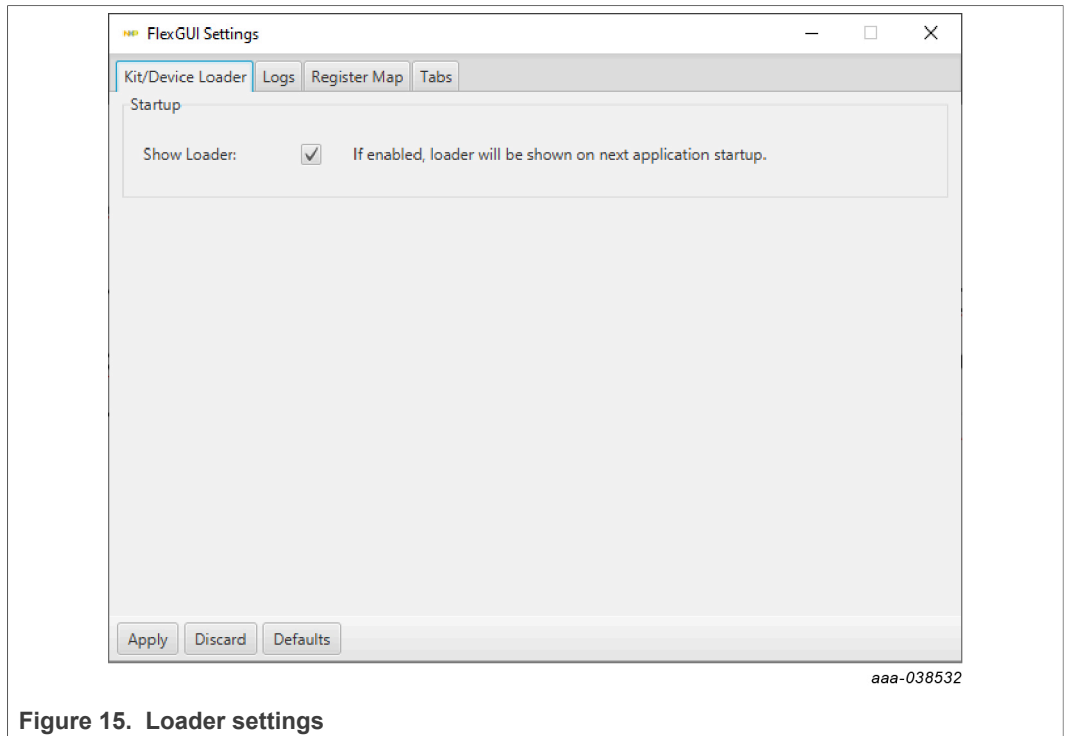 NXP FlexGUI Settings
Kit/Device Loader Logs Register Map Tabs
Startup
Show Loader: If enabled, loader will be shown on next application startup.
Apply Discard Defaults
aaa-038532
Figure 15. Loader settings